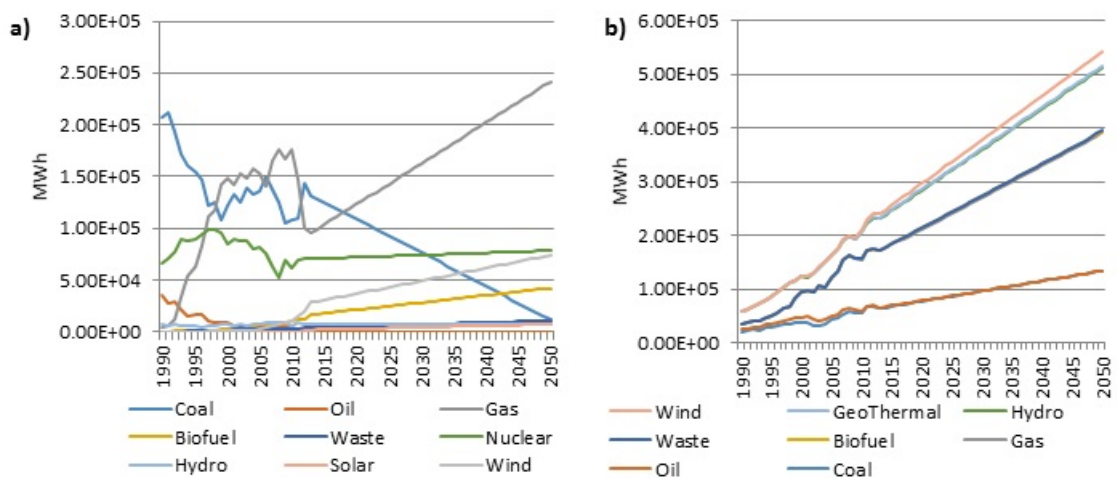 a)
3.00E+05
2.50E+05
2.00E+05
1.50E+05
1.00E+05
5.00E+04
0.00E+00
MWh
1990
1995
2000
2005
2010
2015
2020
2025
2030
2035
2040
2045
2050
Coal Oil Gas
Biofuel Waste Nuclear
Hydro Solar Wind
b)
6.00E+05
5.00E+05
4.00E+05
3.00E+05
2.00E+05
1.00E+05
0.00E+00
MWh
1990
1995
2000
2005
2010
2015
2020
2025
2030
2035
2040
2045
2050
Wind GeoThermal Hydro
Waste Biofuel Gas
Oil Coal